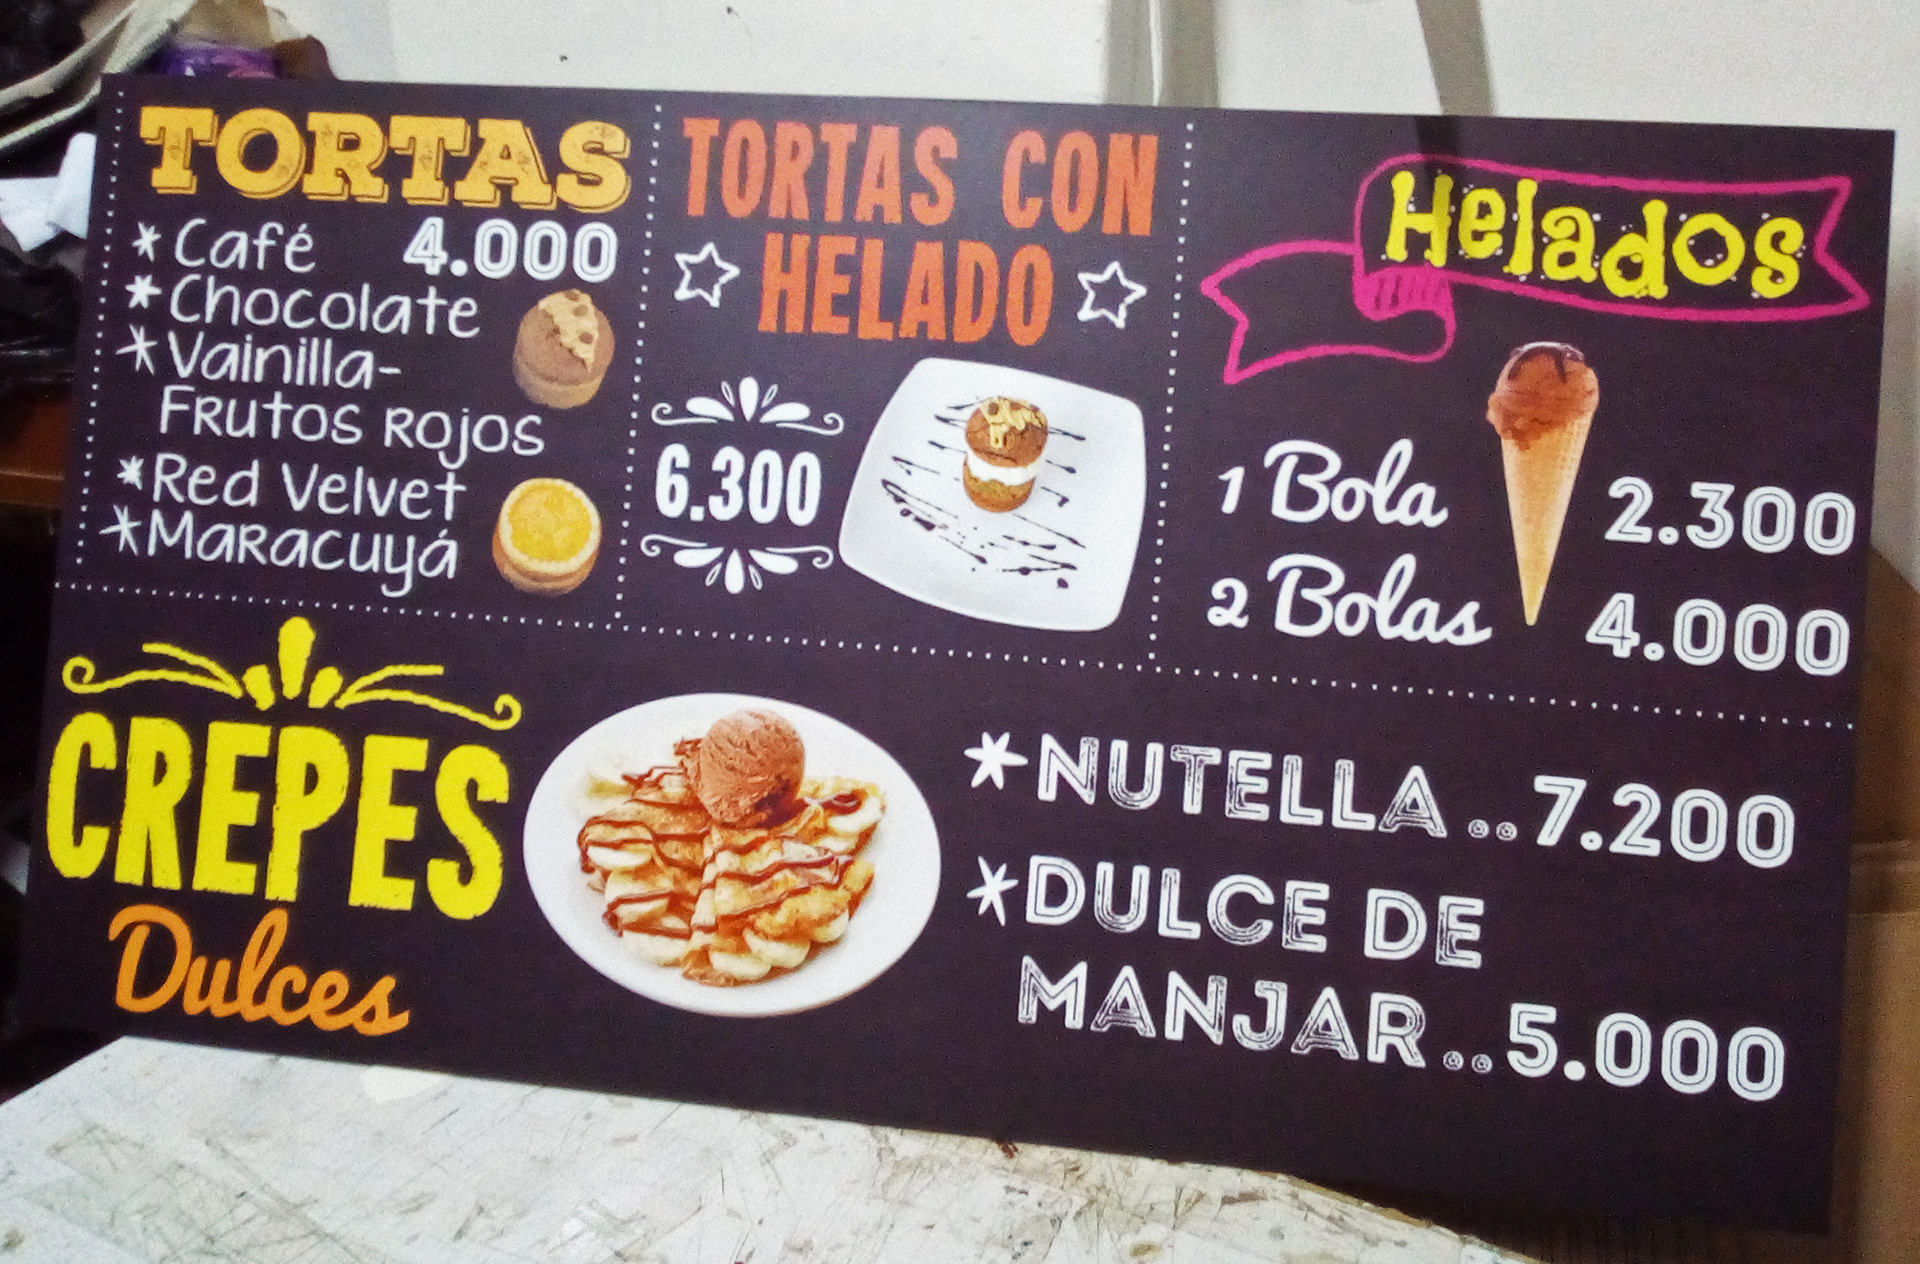 TORTAS
* Café 4.000
* Chocolate
* Vainilla-
Frutos Rojos
* Red Velvet
* Maracuyá
TORTAS CON
HELADO
6.300
Helados
1 Bola 2.300
2 Bolas 4.000
CREPES
Dulces
* NUTELLA .. 7.200
* DULCE DE
MANJAR .. 5.000